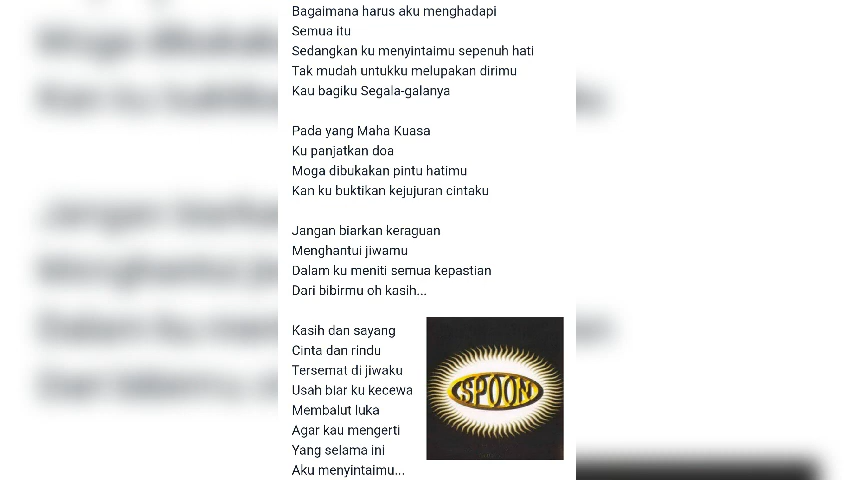 Bagaimana harus aku menghadapi
Semua itu
Sedangkan ku menyintaimu sepenuh hati
Tak mudah untukku melupakan dirimu
Kau bagiku Segala-galanya
Pada yang Maha Kuasa
Ku panjatkan doa
Moga dibukakan pintu hatimu
Kan ku buktikan kejujuran cintaku
Jangan biarkan keraguan
Menghantui jiwamu
Dalam ku meniti semua kepastian
Dari bibirmu oh kasih...
Kasih dan sayang
Cinta dan rindu
Tersemat di jiwaku
Usah biar ku kecewa
Membalut luka
Agar kau mengerti
Yang selama ini
Aku menyintaimu...
SPOON